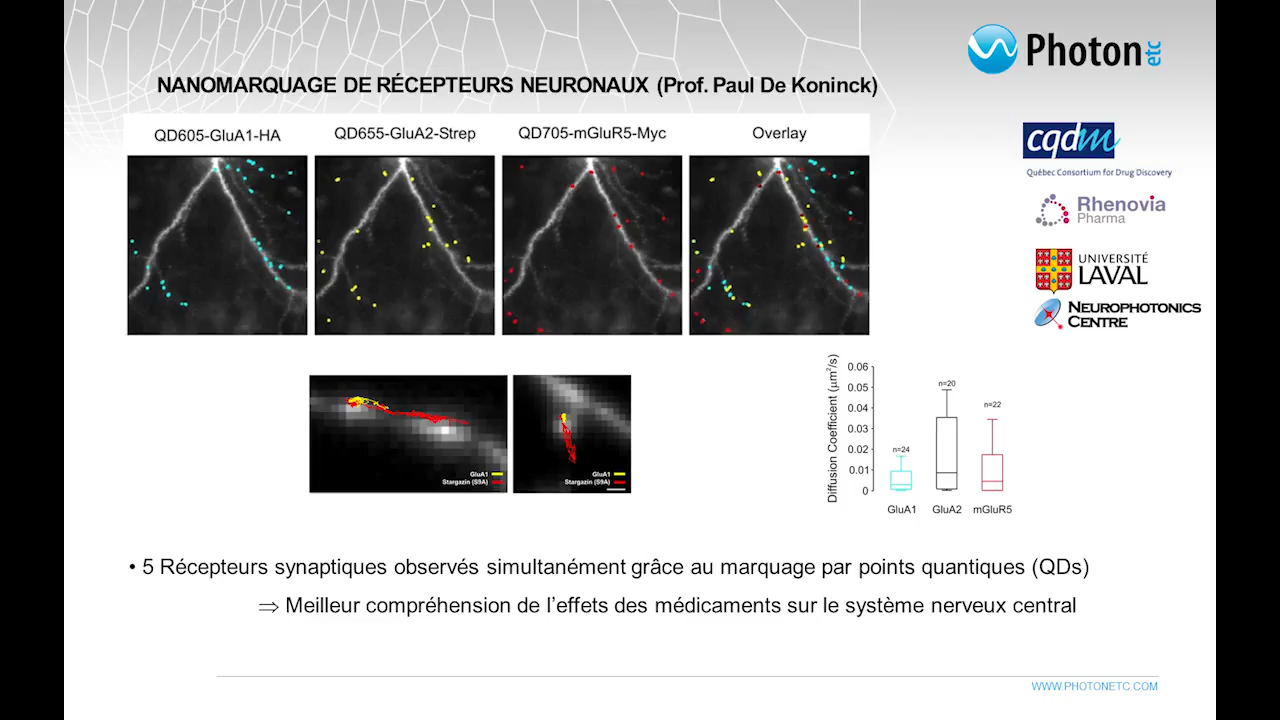 Photon etc
NANOMARQUAGE DE RÉCEPTEURS NEURONAUX (Prof. Paul De Koninck)
QD605-GluA1-HA
QD655-GluA2-Strep
QD705-mGluR5-Myc
Overlay
cqdm
Québec Consortium for Drug Discovery
Rhenovia
Pharma
UNIVERSITÉ
LAVAL
NEUROPHOTONICS
CENTRE
GluA1
Stargazin (S9A)
GluA1
Stargazin (S9A)
Diffusion Coefficient (μm²/s)
0.06
0.05
0.04
0.03
0.02
0.01
0
n=24
n=20
n=22
GluA1 GluA2 mGluR5
• 5 Récepteurs synaptiques observés simultanément grâce au marquage par points quantiques (QDs)
⇒ Meilleur compréhension de l’effets des médicaments sur le système nerveux central
WWW.PHOTONETC.COM